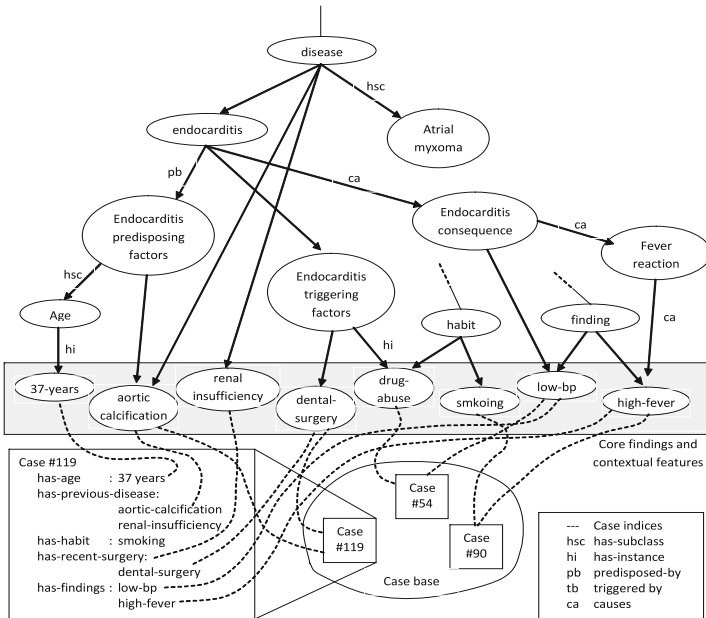 disease
hsc
endocarditis
Atrial
myxoma
pb
ca
Endocarditis
predisposing
factors
Endocarditis
consequence
ca
Fever
reaction
hsc
Endocarditis
triggering
factors
Age
habit
finding
hi
hi
ca
37-years
aortic
calcification
renal
insufficiency
dental-
surgery
drug-
abuse
smkoing
low-bp
high-fever
Core findings and
contextual features
Case #119
has-age : 37 years
has-previous-disease:
aortic-calcification
renal-insufficiency
has-habit : smoking
has-recent-surgery:
dental-surgery
has-findings : low-bp
high-fever
Case
#54
Case
#119
Case
#90
Case base
--- Case indices
hsc has-subclass
hi has-instance
pb predisposed-by
tb triggered by
ca causes